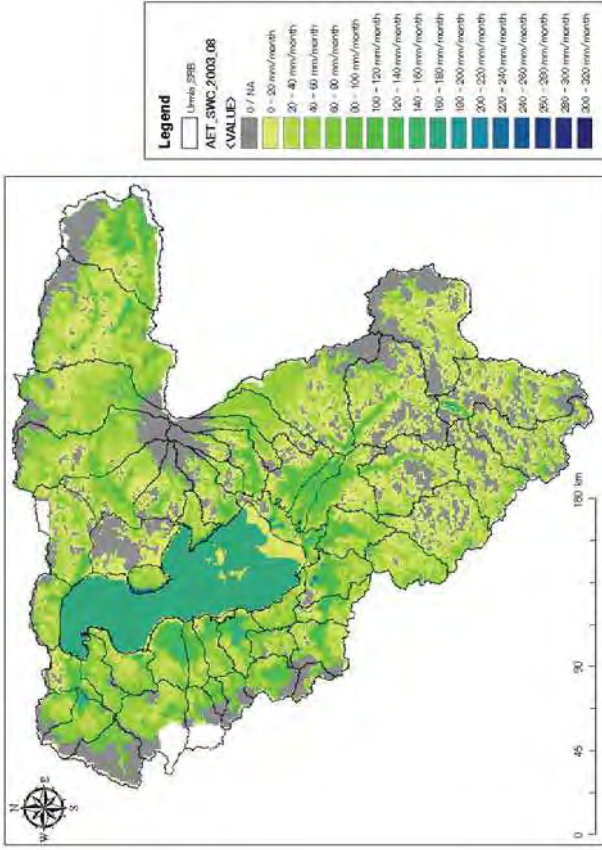 N
W
E
S
0
45
90
180 km
Legend
Urmia_SRB
AET_SWC_2003_08
<VALUE>
0 / NA
0 - 20 mm/month
20 - 40 mm/month
40 - 60 mm/month
60 - 80 mm/month
80 - 100 mm/month
100 - 120 mm/month
120 - 140 mm/month
140 - 160 mm/month
160 - 180 mm/month
180 - 200 mm/month
200 - 220 mm/month
220 - 240 mm/month
240 - 260 mm/month
260 - 280 mm/month
280 - 300 mm/month
300 - 320 mm/month